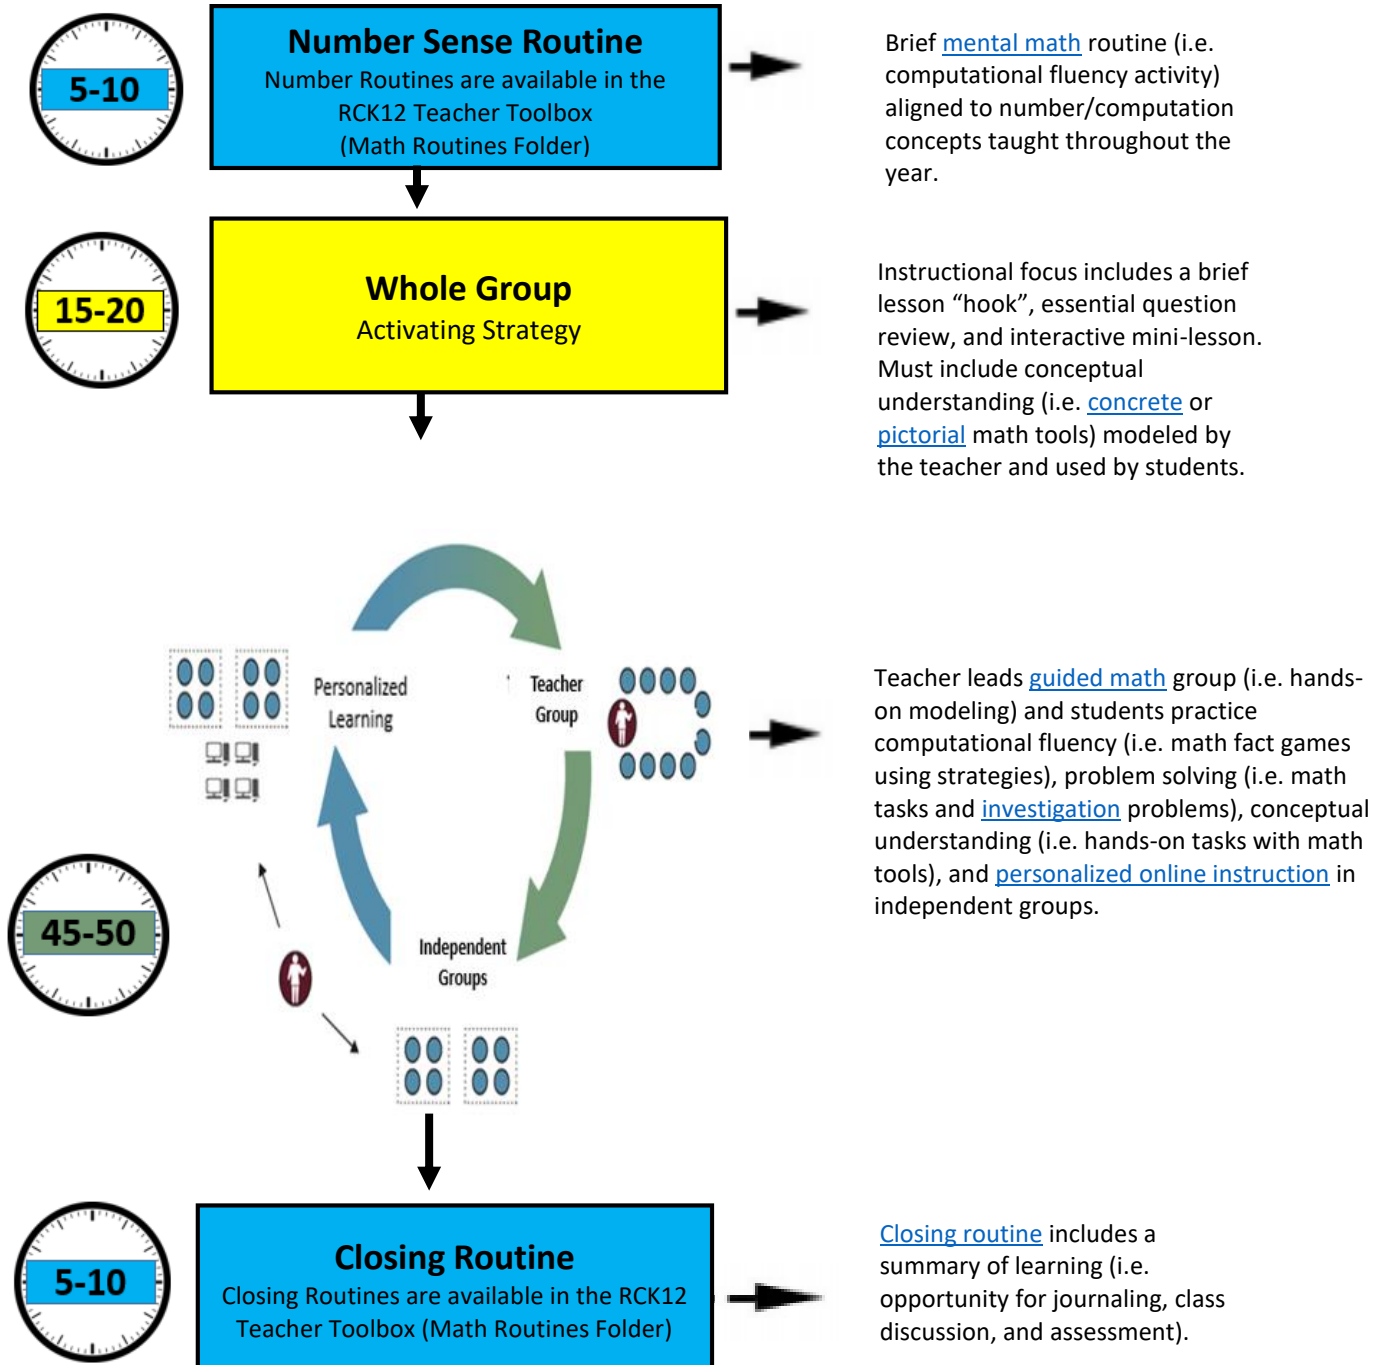 5-10
Number Sense Routine
Number Routines are available in the
RCK12 Teacher Toolbox
(Math Routines Folder)
Brief mental math routine (i.e.
computational fluency activity)
aligned to number/computation
concepts taught throughout the
year.
15-20
Whole Group
Activating Strategy
Instructional focus includes a brief
lesson “hook”, essential question
review, and interactive mini-lesson.
Must include conceptual
understanding (i.e. concrete or
pictorial math tools) modeled by
the teacher and used by students.
Personalized
Learning
Teacher
Group
Independent
Groups
45-50
Teacher leads guided math group (i.e. hands-
on modeling) and students practice
computational fluency (i.e. math fact games
using strategies), problem solving (i.e. math
tasks and investigation problems), conceptual
understanding (i.e. hands-on tasks with math
tools), and personalized online instruction in
independent groups.
5-10
Closing Routine
Closing Routines are available in the RCK12
Teacher Toolbox (Math Routines Folder)
Closing routine includes a
summary of learning (i.e.
opportunity for journaling, class
discussion, and assessment).